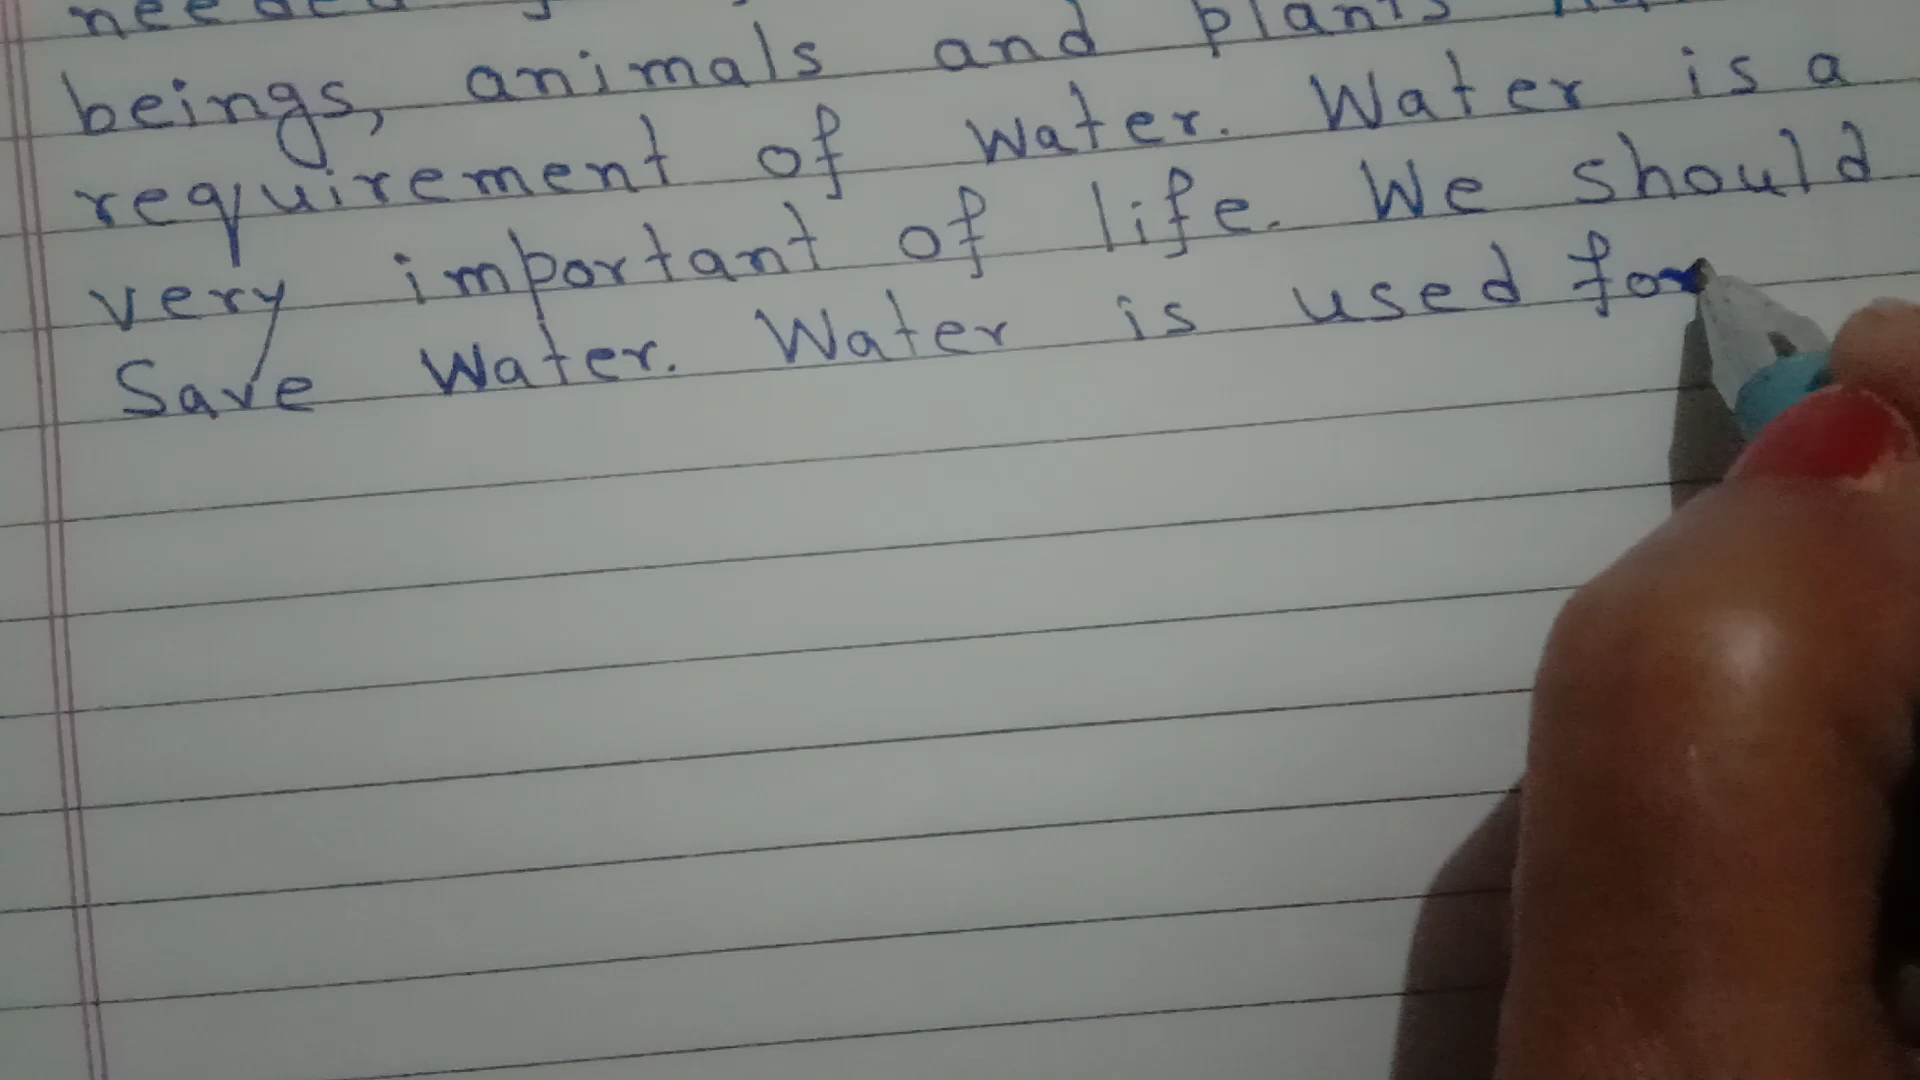 needed
beings, animals and plants
requirement of water. Water is a
very important of life. We should
Save Water. Water is used for